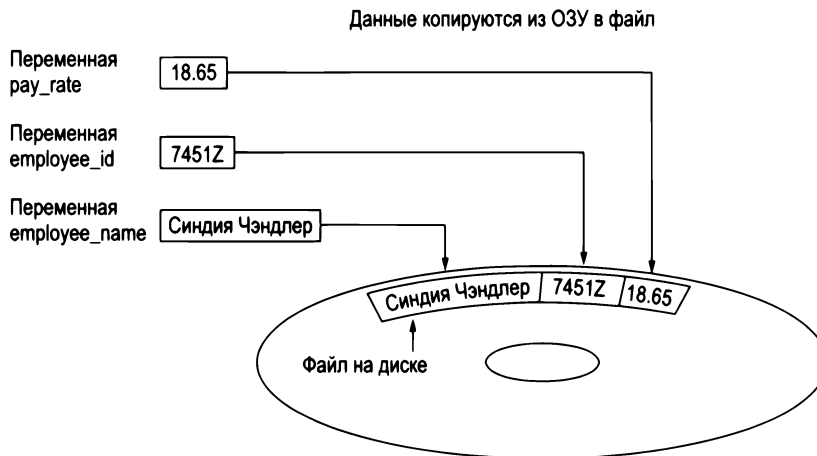 Данные копируются из ОЗУ в файл
Переменная
pay_rate
18.65
Переменная
employee_id
7451Z
Переменная
employee_name
Синдия Чэндлер
Синдия Чэндлер
7451Z
18.65
Файл на диске